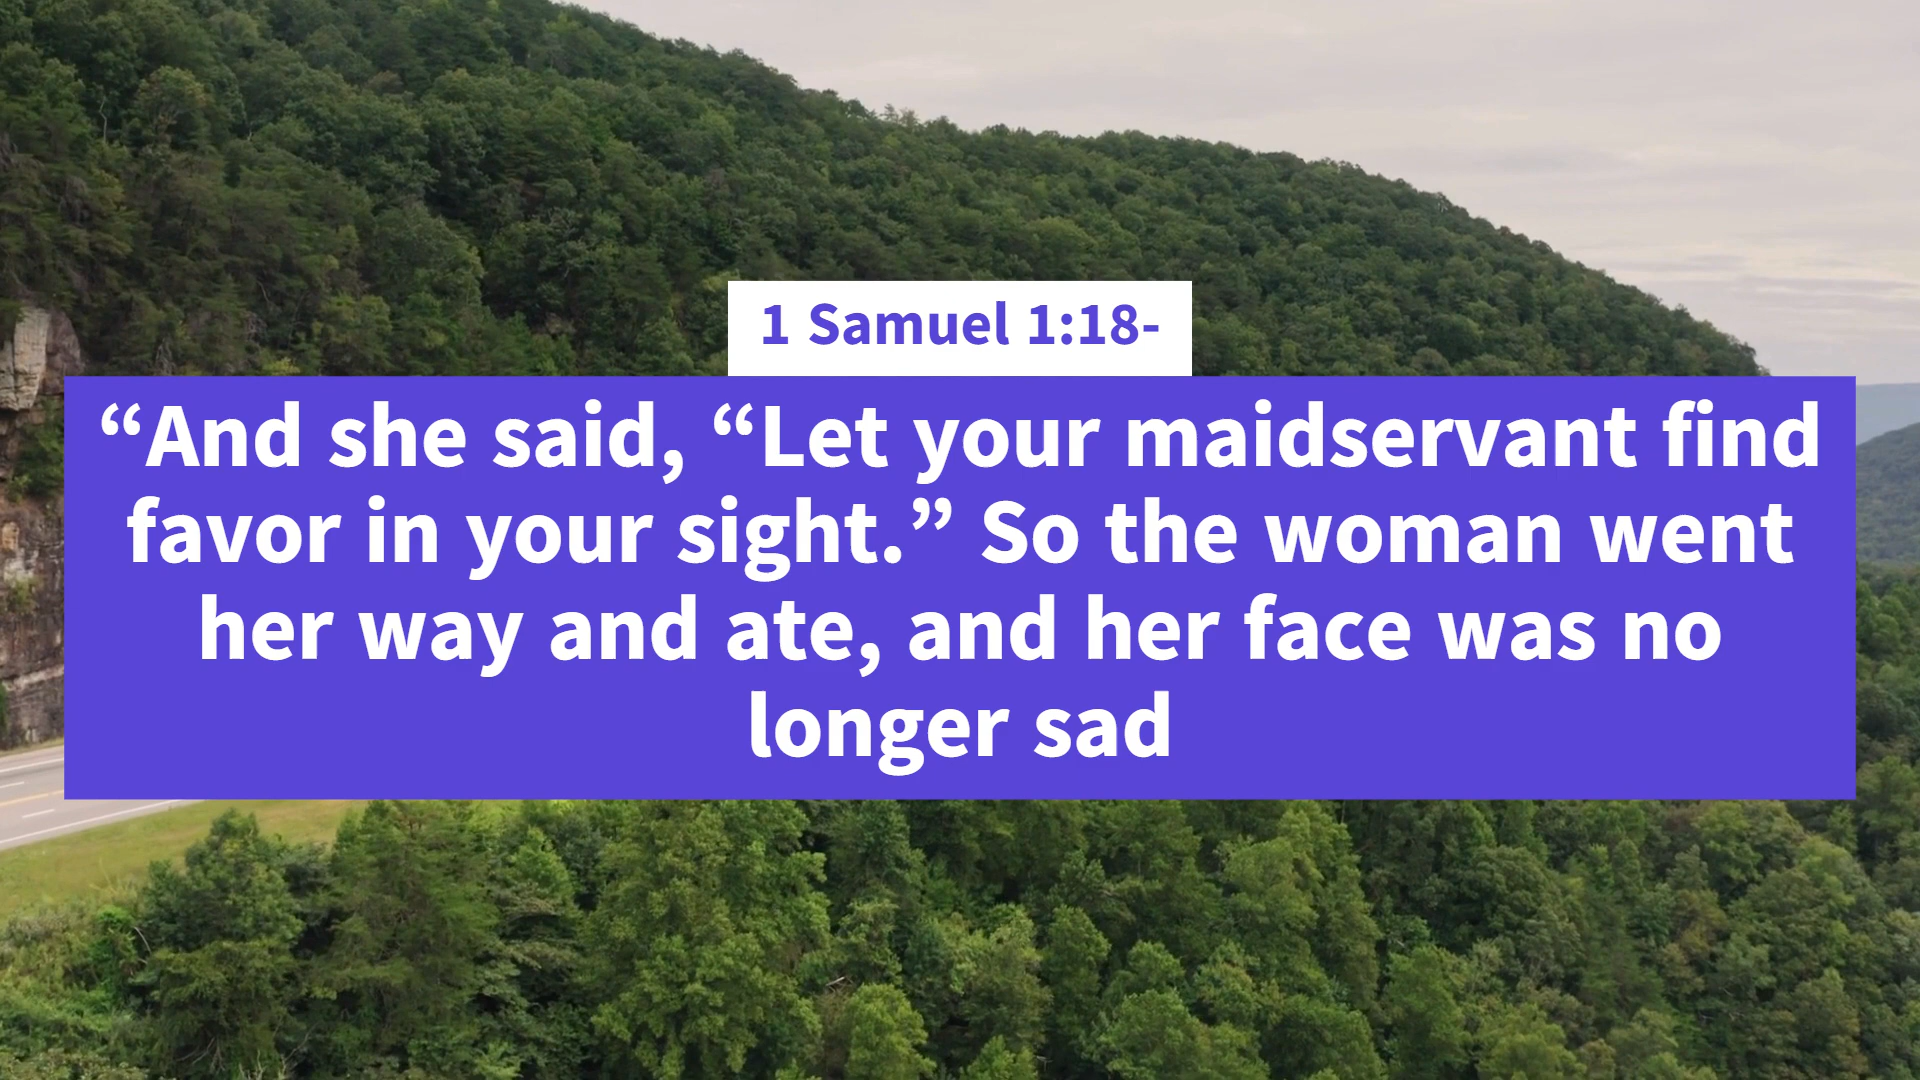 1 Samuel 1:18-
“And she said, “Let your maidservant find
favor in your sight.” So the woman went
her way and ate, and her face was no
longer sad